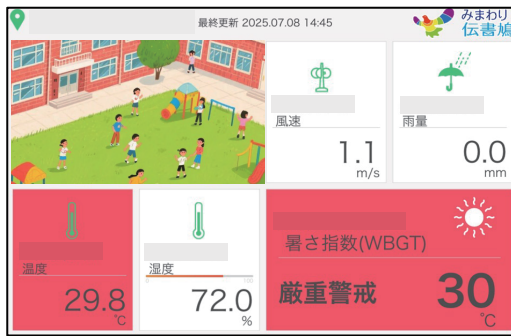 最終更新 2025.07.08 14:45
みまわり
伝書鳩
風速
1.1
m/s
雨量
0.0
mm
温度
29.8
℃
湿度
72.0
%
暑さ指数(WBGT)
厳重警戒
30
℃